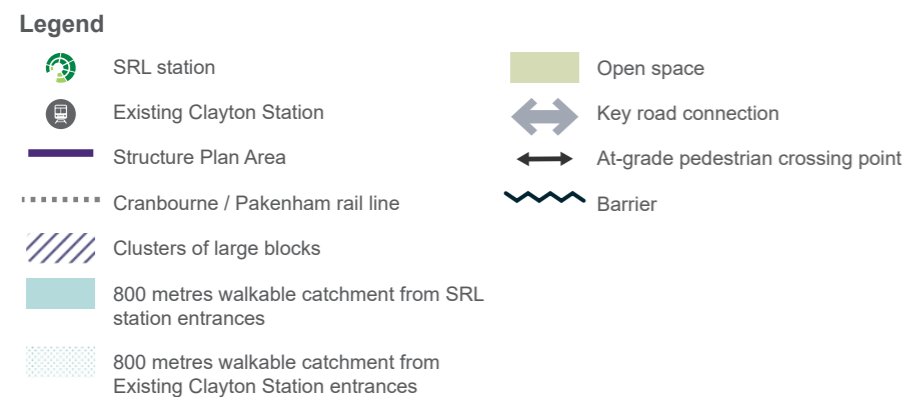 Legend
SRL station
Existing Clayton Station
Structure Plan Area
Cranbourne / Pakenham rail line
Clusters of large blocks
800 metres walkable catchment from SRL
station entrances
800 metres walkable catchment from
Existing Clayton Station entrances
Open space
Key road connection
At-grade pedestrian crossing point
Barrier